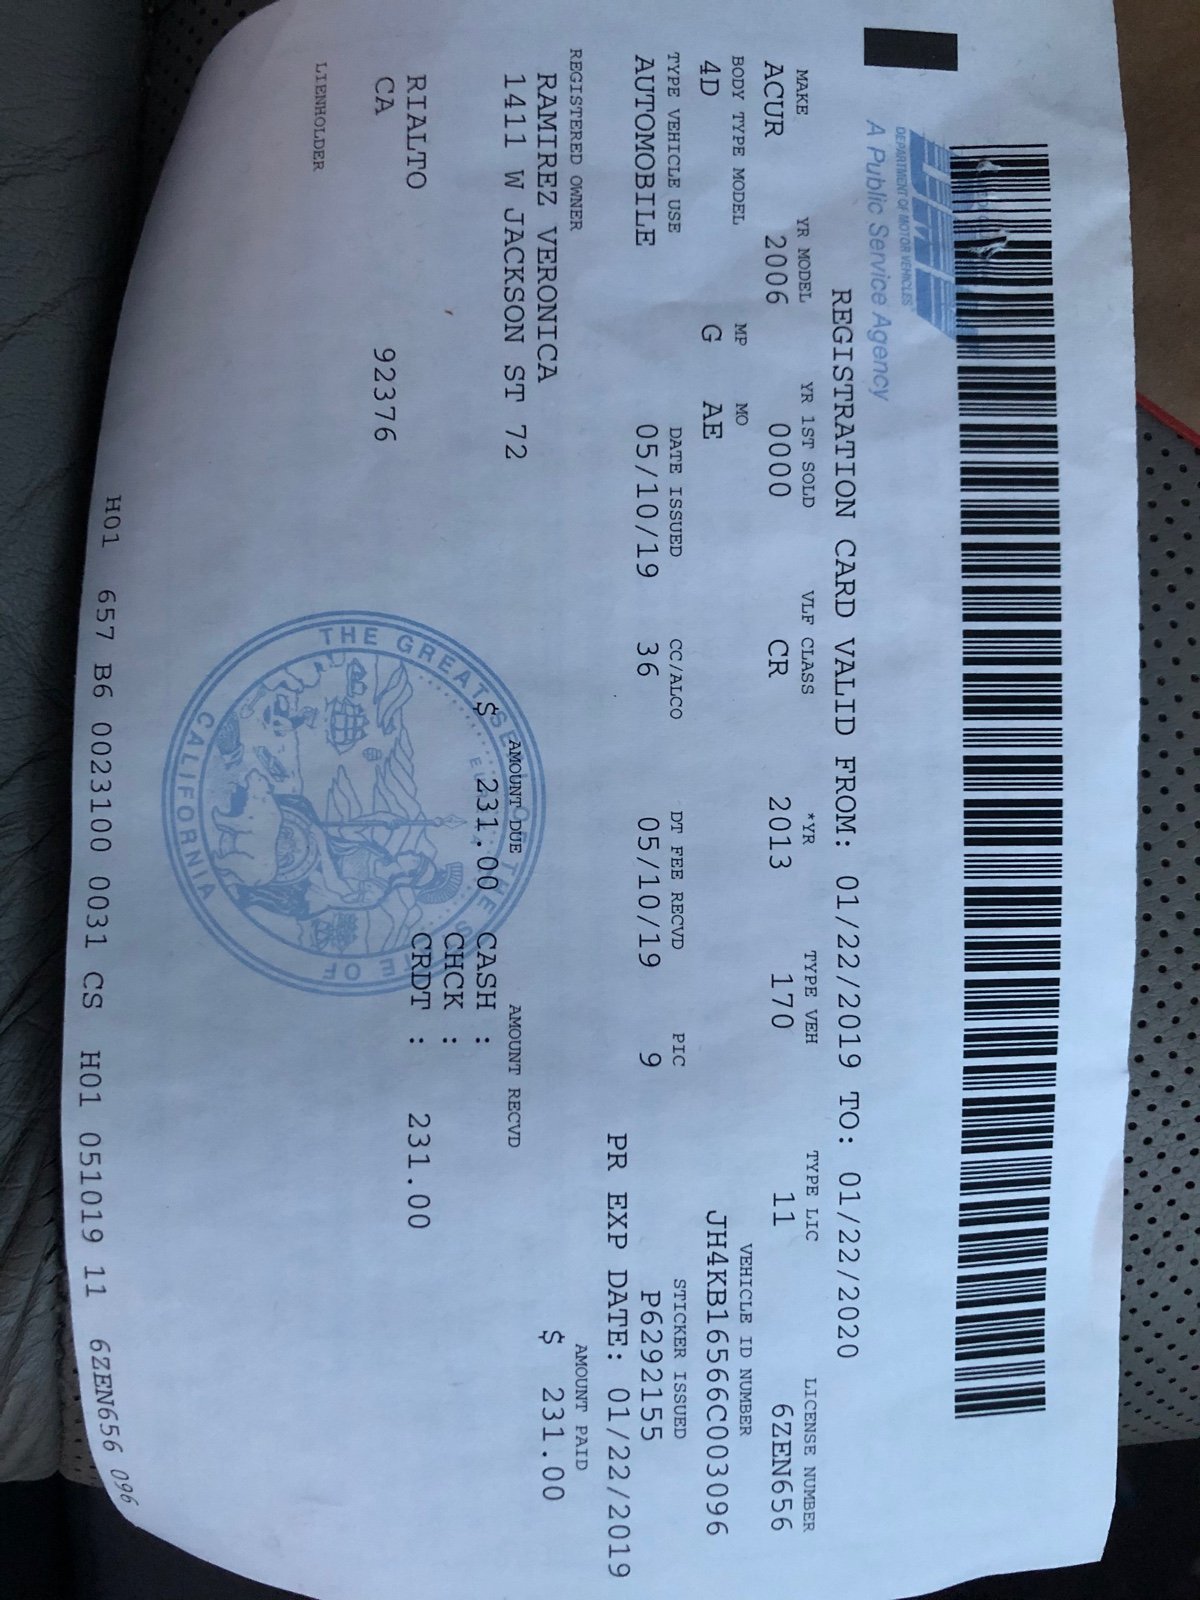 DEPARTMENT OF MOTOR VEHICLES
A Public Service Agency
REGISTRATION CARD VALID FROM: 01/22/2019 TO: 01/22/2020
MAKE YR MODEL YR 1ST SOLD VLF CLASS *YR TYPE VEH TYPE LIC LICENSE NUMBER
ACUR 2006 0000 CR 2013 170 11 6ZEN656
BODY TYPE MODEL MP MO VEHICLE ID NUMBER
4D G AE JH4KB16566C003096
TYPE VEHICLE USE DATE ISSUED CC/ALCO DT FEE RECVD PIC STICKER ISSUED
AUTOMOBILE 05/10/19 36 05/10/19 9 P6292155
PR EXP DATE: 01/22/2019
REGISTERED OWNER AMOUNT PAID
RAMIREZ VERONICA $ 231.00
1411 W JACKSON ST 72
AMOUNT DUE AMOUNT RECVD
$ 231.00 CASH :
CHCK :
RIALTO CRDT : 231.00
CA 92376
LIENHOLDER
THE GREAT SEAL OF THE STATE OF CALIFORNIA
H01 657 B6 0023100 0031 CS H01 051019 11 6ZEN656 096